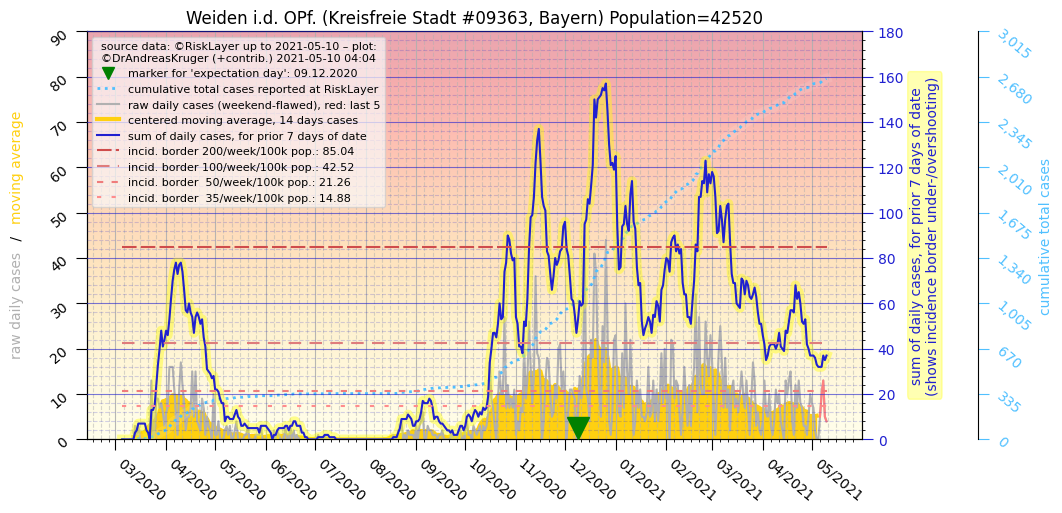 Weiden i.d. OPf. (Kreisfreie Stadt #09363, Bayern) Population=42520
source data: ©RiskLayer up to 2021-05-10 – plot:
©DrAndreasKruger (+contrib.) 2021-05-10 04:04
marker for 'expectation day': 09.12.2020
cumulative total cases reported at RiskLayer
raw daily cases (weekend-flawed), red: last 5
centered moving average, 14 days cases
sum of daily cases, for prior 7 days of date
incid. border 200/week/100k pop.: 85.04
incid. border 100/week/100k pop.: 42.52
incid. border  50/week/100k pop.: 21.26
incid. border  35/week/100k pop.: 14.88
raw daily cases / moving average
90
80
70
60
50
40
30
20
10
0
03/2020
04/2020
05/2020
06/2020
07/2020
08/2020
09/2020
10/2020
11/2020
12/2020
01/2021
02/2021
03/2021
04/2021
05/2021
180
160
140
120
100
80
60
40
20
0
sum of daily cases, for prior 7 days of date
(shows incidence border under-/overshooting)
3,015
2,680
2,345
2,010
1,675
1,340
1,005
670
335
0
cumulative total cases